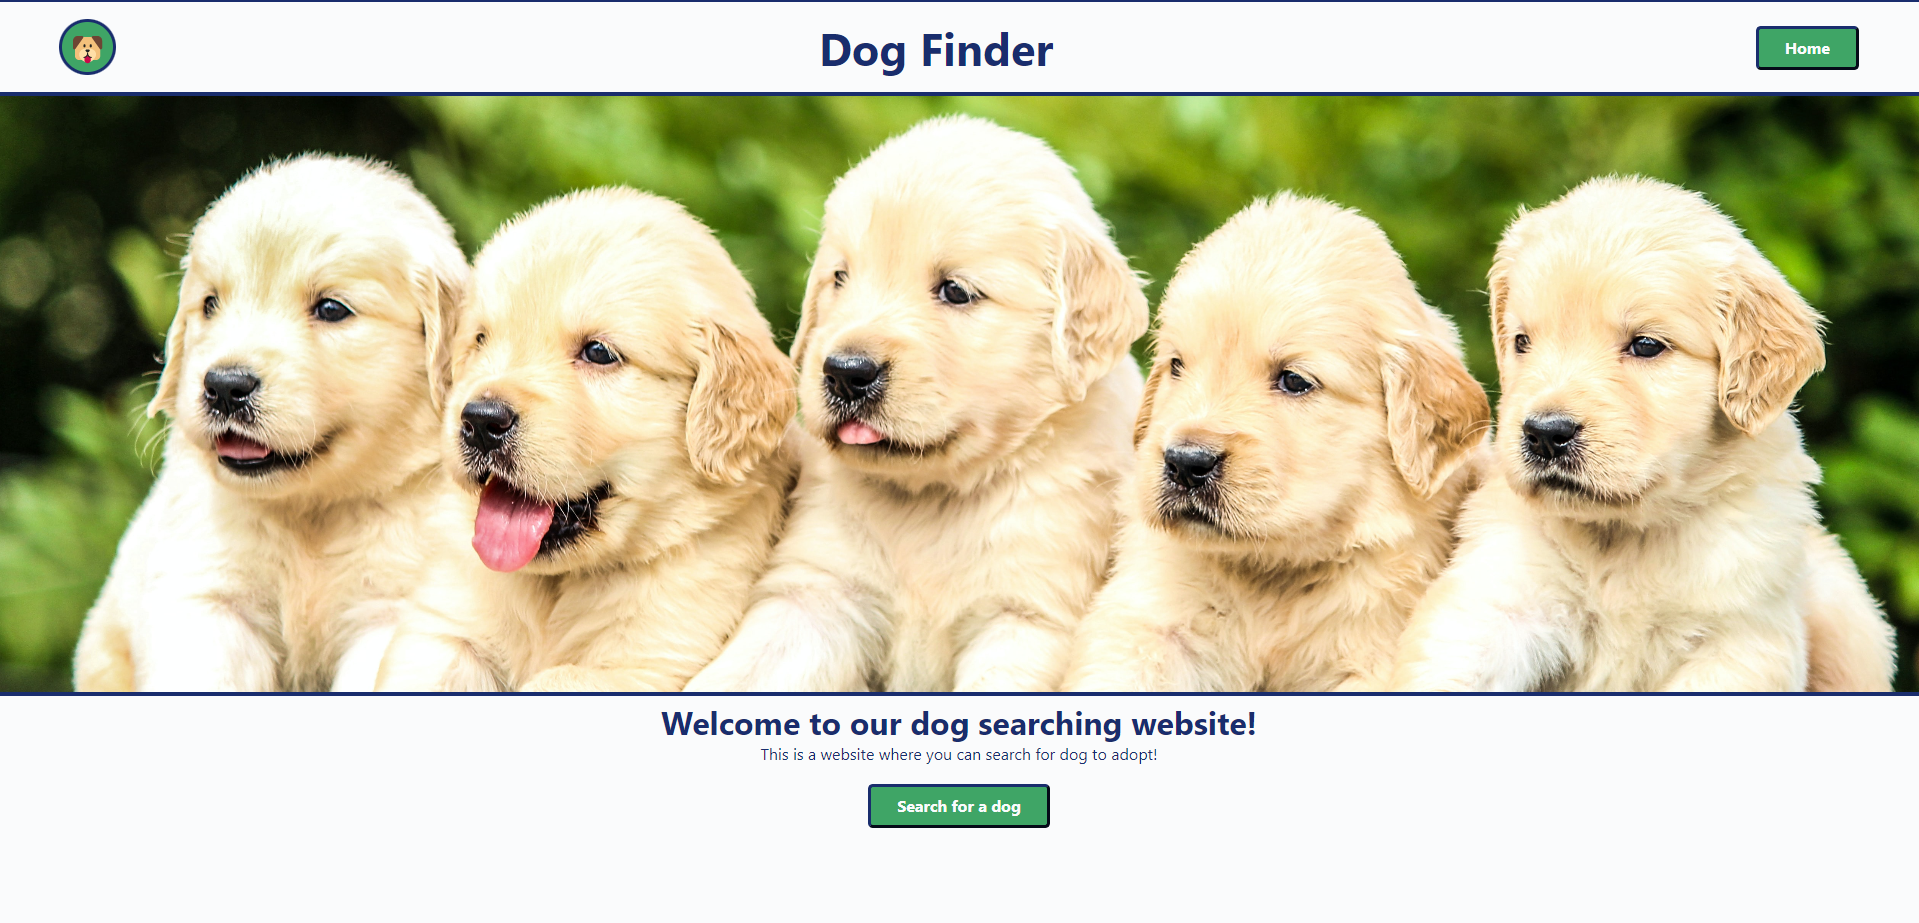 Dog Finder
Home
Welcome to our dog searching website!
This is a website where you can search for dog to adopt!
Search for a dog